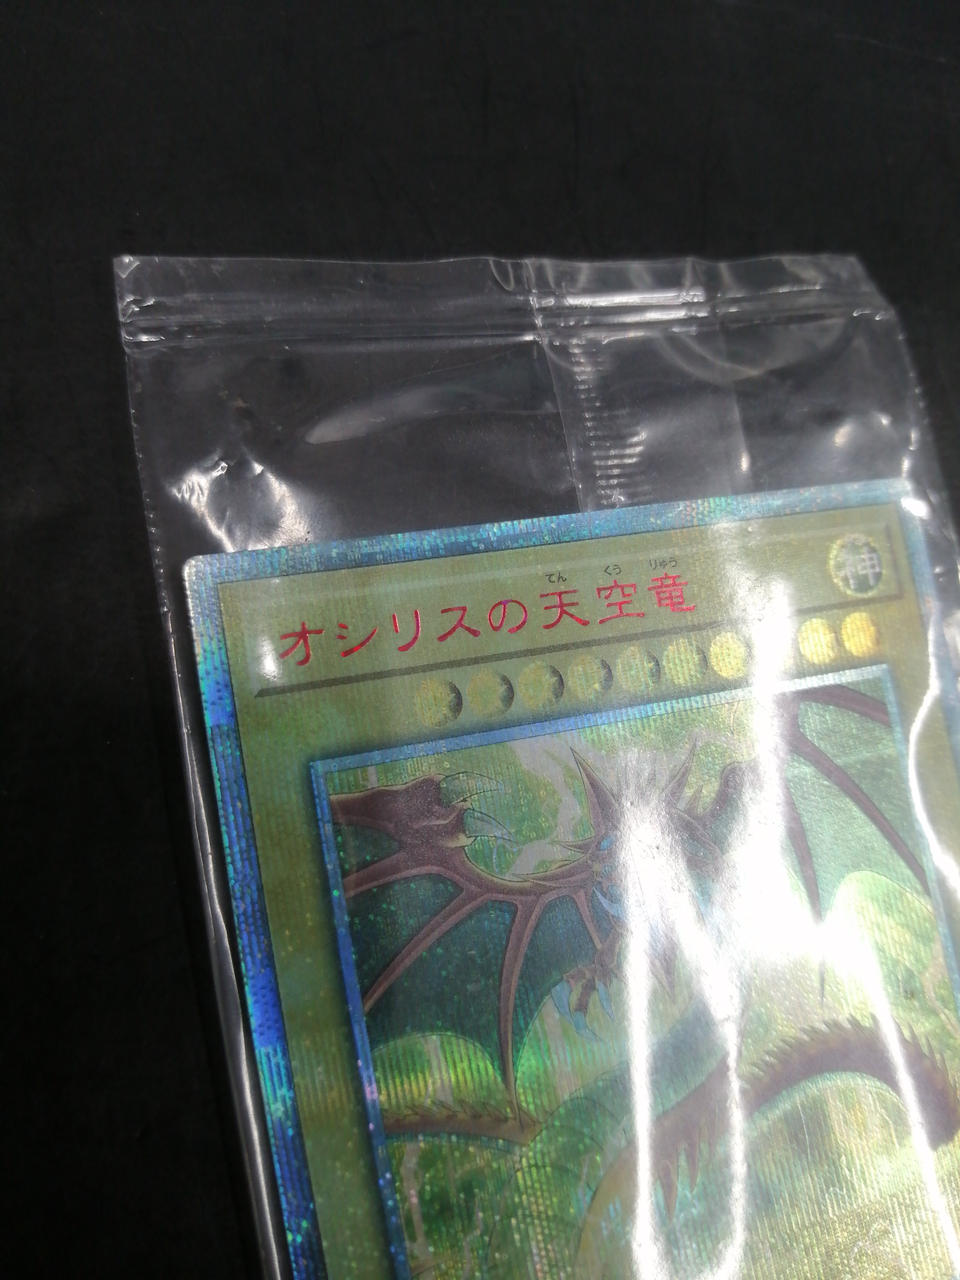 てん くう りゅう
オシリスの天空竜
神